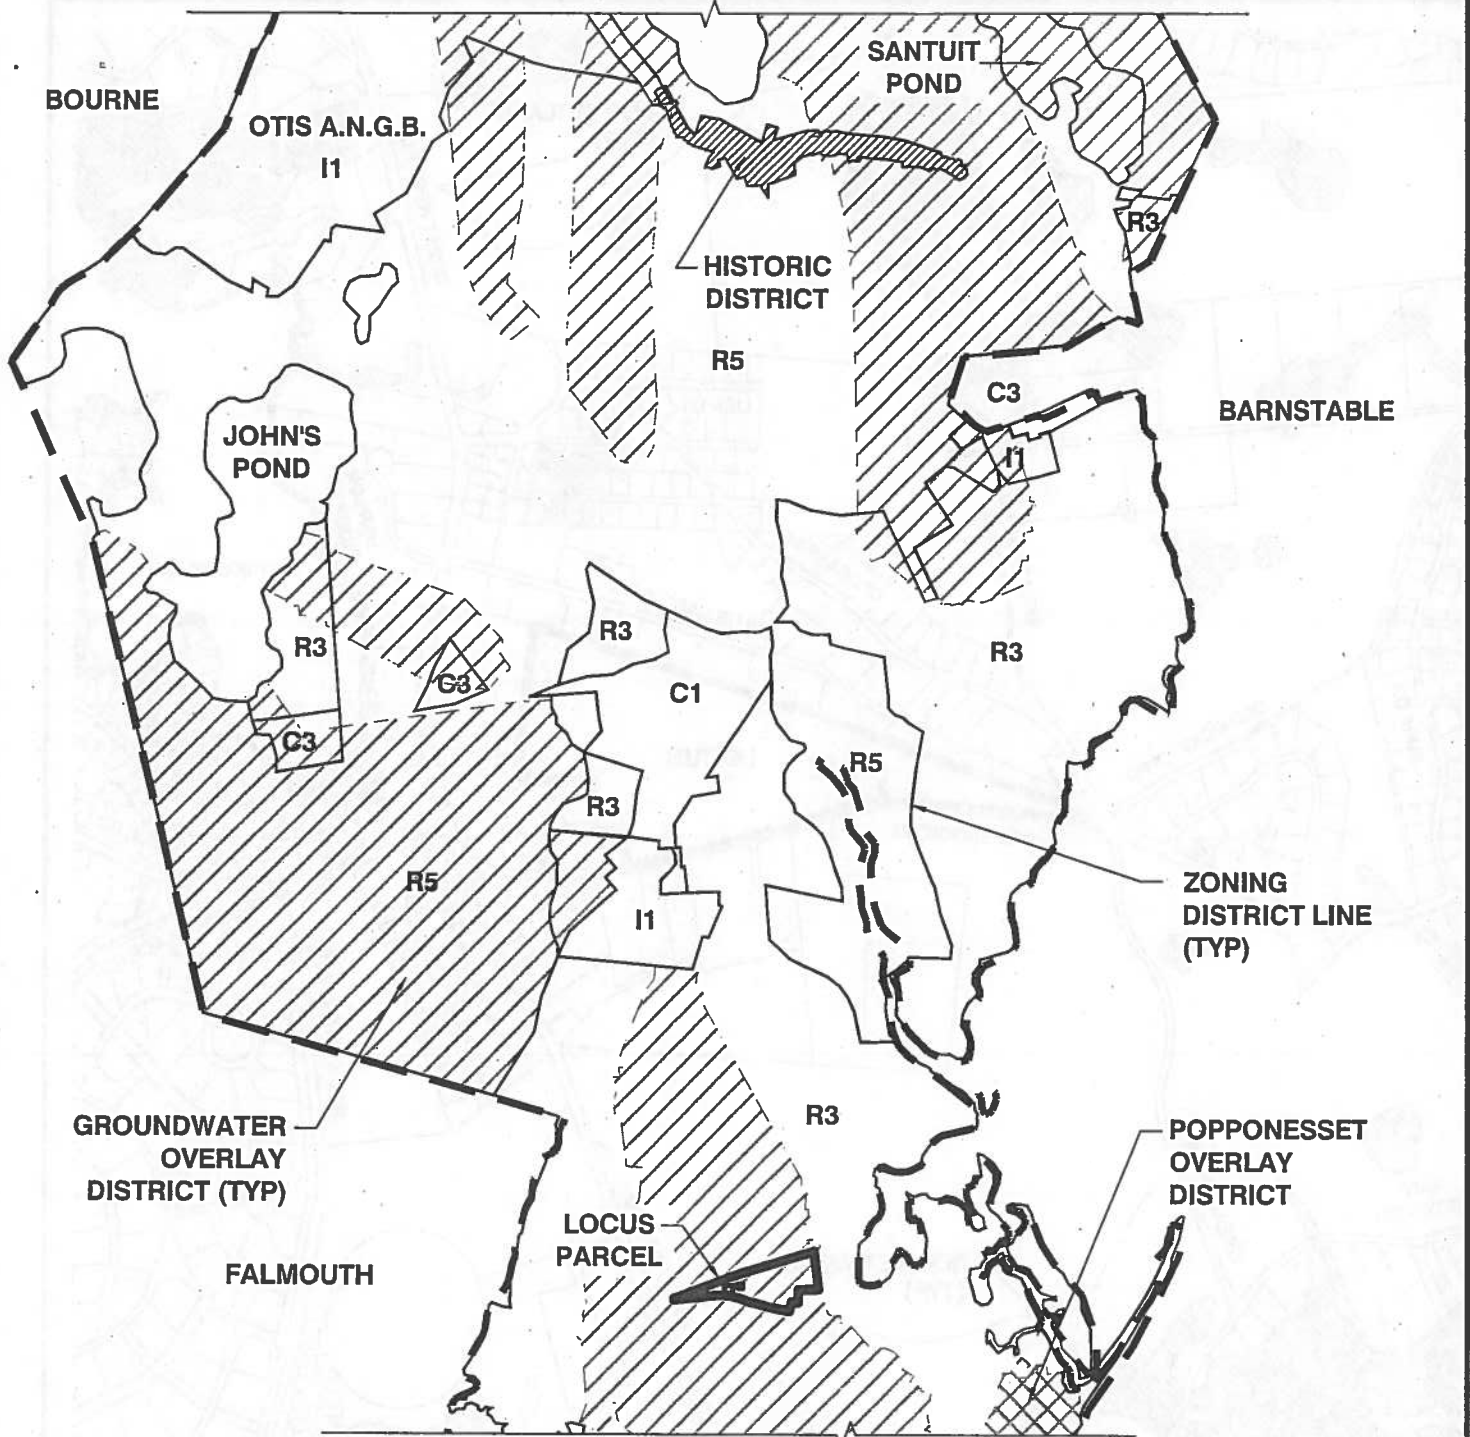 SANTUIT
POND
BOURNE
OTIS A.N.G.B.
I1
R3
HISTORIC
DISTRICT
R5
C3
BARNSTABLE
JOHN'S
POND
I1
R3
R3
R3
C3
C1
C3
R5
R3
R5
ZONING
DISTRICT LINE
(TYP)
I1
R3
GROUNDWATER
OVERLAY
DISTRICT (TYP)
POPPONESSET
OVERLAY
DISTRICT
LOCUS
PARCEL
FALMOUTH